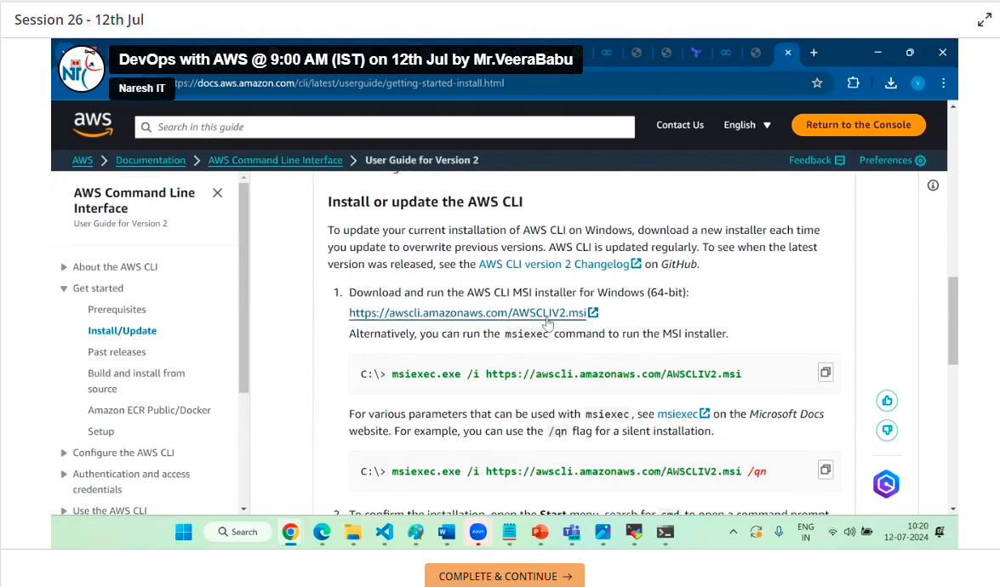 Session 26 - 12th Jul
DevOps with AWS @ 9:00 AM (IST) on 12th Jul by Mr.VeeraBabu
Naresh IT
tps://docs.aws.amazon.com/cli/latest/userguide/getting-started-install.html
aws
Search in this guide
Contact Us
English
Return to the Console
AWS
Documentation
AWS Command Line Interface
User Guide for Version 2
Feedback
Preferences
AWS Command Line
Interface
User Guide for Version 2
About the AWS CLI
Get started
Prerequisites
Install/Update
Past releases
Build and install from
source
Amazon ECR Public/Docker
Setup
Configure the AWS CLI
Authentication and access
credentials
Use the AWS CLI
Install or update the AWS CLI
To update your current installation of AWS CLI on Windows, download a new installer each time
you update to overwrite previous versions. AWS CLI is updated regularly. To see when the latest
version was released, see the AWS CLI version 2 Changelog on GitHub.
1. Download and run the AWS CLI MSI installer for Windows (64-bit):
https://awscli.amazonaws.com/AWSCLIV2.msi
Alternatively, you can run the msiexec command to run the MSI installer.
C:\> msiexec.exe /i https://awscli.amazonaws.com/AWSCLIV2.msi
For various parameters that can be used with msiexec, see msiexec on the Microsoft Docs
website. For example, you can use the /qn flag for a silent installation.
C:\> msiexec.exe /i https://awscli.amazonaws.com/AWSCLIV2.msi /qn
2. To confirm the installation, open the Start menu, search for cmd to open a command prompt
Search
zoom
ENG
IN
10:20
12-07-2024
COMPLETE & CONTINUE →